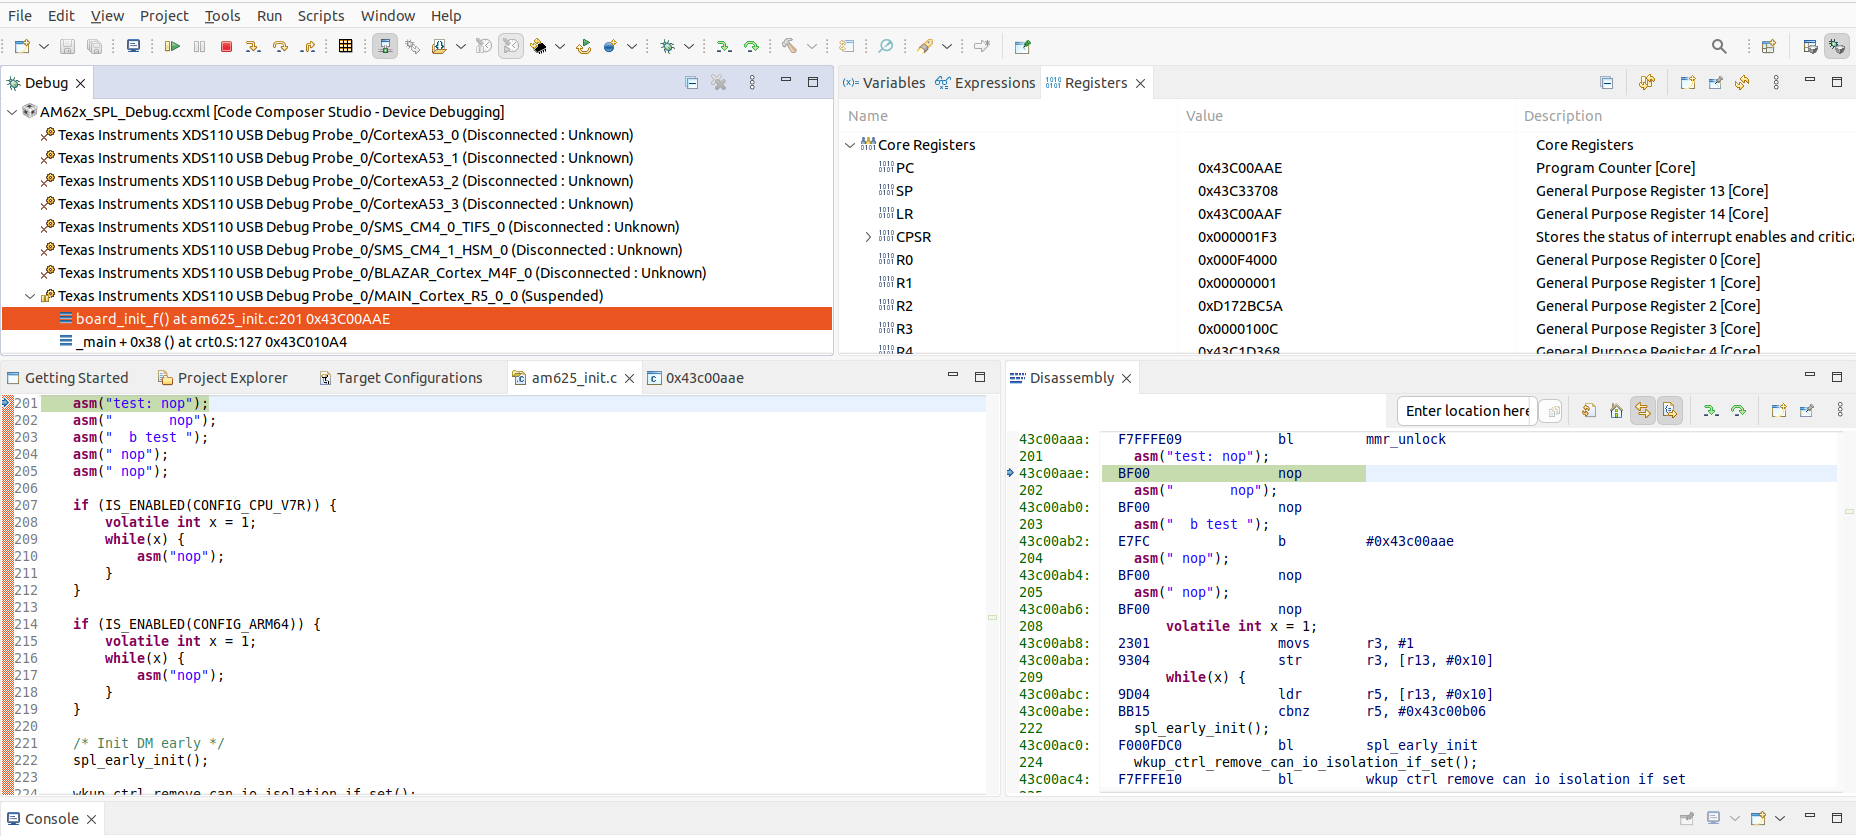 File Edit View Project Tools Run Scripts Window Help
Debug
AM62x_SPL_Debug.ccxml [Code Composer Studio - Device Debugging]
Texas Instruments XDS110 USB Debug Probe_0/CortexA53_0 (Disconnected : Unknown)
Texas Instruments XDS110 USB Debug Probe_0/CortexA53_1 (Disconnected : Unknown)
Texas Instruments XDS110 USB Debug Probe_0/CortexA53_2 (Disconnected : Unknown)
Texas Instruments XDS110 USB Debug Probe_0/CortexA53_3 (Disconnected : Unknown)
Texas Instruments XDS110 USB Debug Probe_0/SMS_CM4_0_TIFS_0 (Disconnected : Unknown)
Texas Instruments XDS110 USB Debug Probe_0/SMS_CM4_1_HSM_0 (Disconnected : Unknown)
Texas Instruments XDS110 USB Debug Probe_0/BLAZAR_Cortex_M4F_0 (Disconnected : Unknown)
Texas Instruments XDS110 USB Debug Probe_0/MAIN_Cortex_R5_0_0 (Suspended)
board_init_f() at am625_init.c:201 0x43C00AAE
_main + 0x38 () at crt0.S:127 0x43C010A4
(x)= Variables Expressions Registers
Name Value Description
Core Registers Core Registers
PC 0x43C00AAE Program Counter [Core]
SP 0x43C33708 General Purpose Register 13 [Core]
LR 0x43C00AAF General Purpose Register 14 [Core]
CPSR 0x000001F3 Stores the status of interrupt enables and critica
R0 0x000F4000 General Purpose Register 0 [Core]
R1 0x00000001 General Purpose Register 1 [Core]
R2 0xD172BC5A General Purpose Register 2 [Core]
R3 0x0000100C General Purpose Register 3 [Core]
R4 0x43C1D368 General Purpose Register 4 [Core]
Getting Started Project Explorer Target Configurations am625_init.c 0x43c00aae
201 asm("test: nop");
202 asm("       nop");
203 asm("  b test ");
204 asm(" nop");
205 asm(" nop");
206
207 if (IS_ENABLED(CONFIG_CPU_V7R)) {
208 volatile int x = 1;
209 while(x) {
210 asm("nop");
211 }
212 }
213
214 if (IS_ENABLED(CONFIG_ARM64)) {
215 volatile int x = 1;
216 while(x) {
217 asm("nop");
218 }
219 }
220
221 /* Init DM early */
222 spl_early_init();
223
224 wkup_ctrl_remove_can_io_isolation_if_set();
Disassembly
Enter location here
43c00aaa: F7FFFE09 bl mmr_unlock
201 asm("test: nop");
43c00aae: BF00 nop
202 asm("       nop");
43c00ab0: BF00 nop
203 asm("  b test ");
43c00ab2: E7FC b #0x43c00aae
204 asm(" nop");
43c00ab4: BF00 nop
205 asm(" nop");
43c00ab6: BF00 nop
208 volatile int x = 1;
43c00ab8: 2301 movs r3, #1
43c00aba: 9304 str r3, [r13, #0x10]
209 while(x) {
43c00abc: 9D04 ldr r5, [r13, #0x10]
43c00abe: BB15 cbnz r5, #0x43c00b06
222 spl_early_init();
43c00ac0: F000FDC0 bl spl_early_init
224 wkup_ctrl_remove_can_io_isolation_if_set();
43c00ac4: F7FFFE10 bl wkup_ctrl_remove_can_io_isolation_if_set
Console